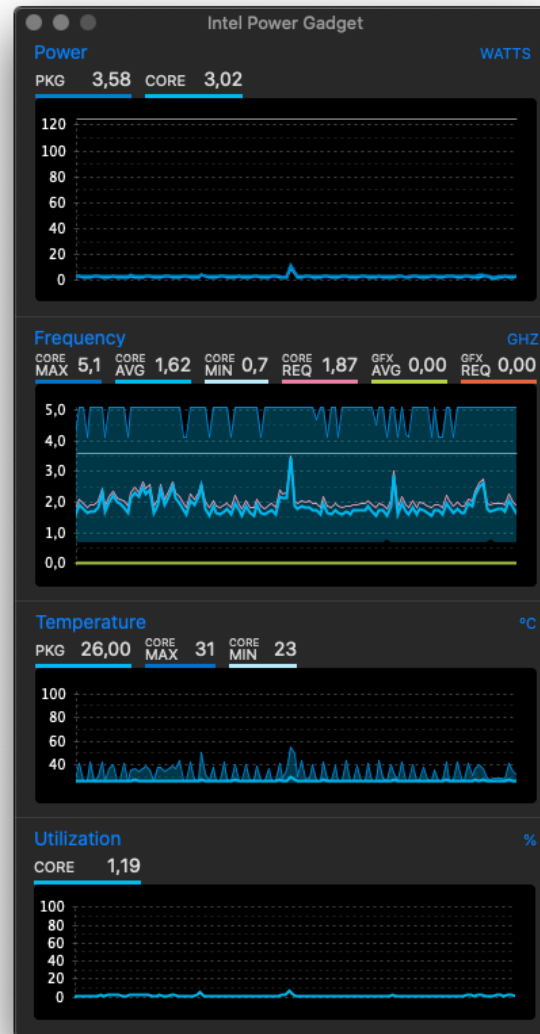 Intel Power Gadget
Power WATTS
PKG 3,58 CORE 3,02
120
100
80
60
40
20
0
Frequency GHZ
CORE MAX 5,1 CORE AVG 1,62 CORE MIN 0,7 CORE REQ 1,87 GFX AVG 0,00 GFX REQ 0,00
5,0
4,0
3,0
2,0
1,0
0,0
Temperature ºC
PKG 26,00 CORE MAX 31 CORE MIN 23
100
80
60
40
Utilization %
CORE 1,19
100
80
60
40
20
0